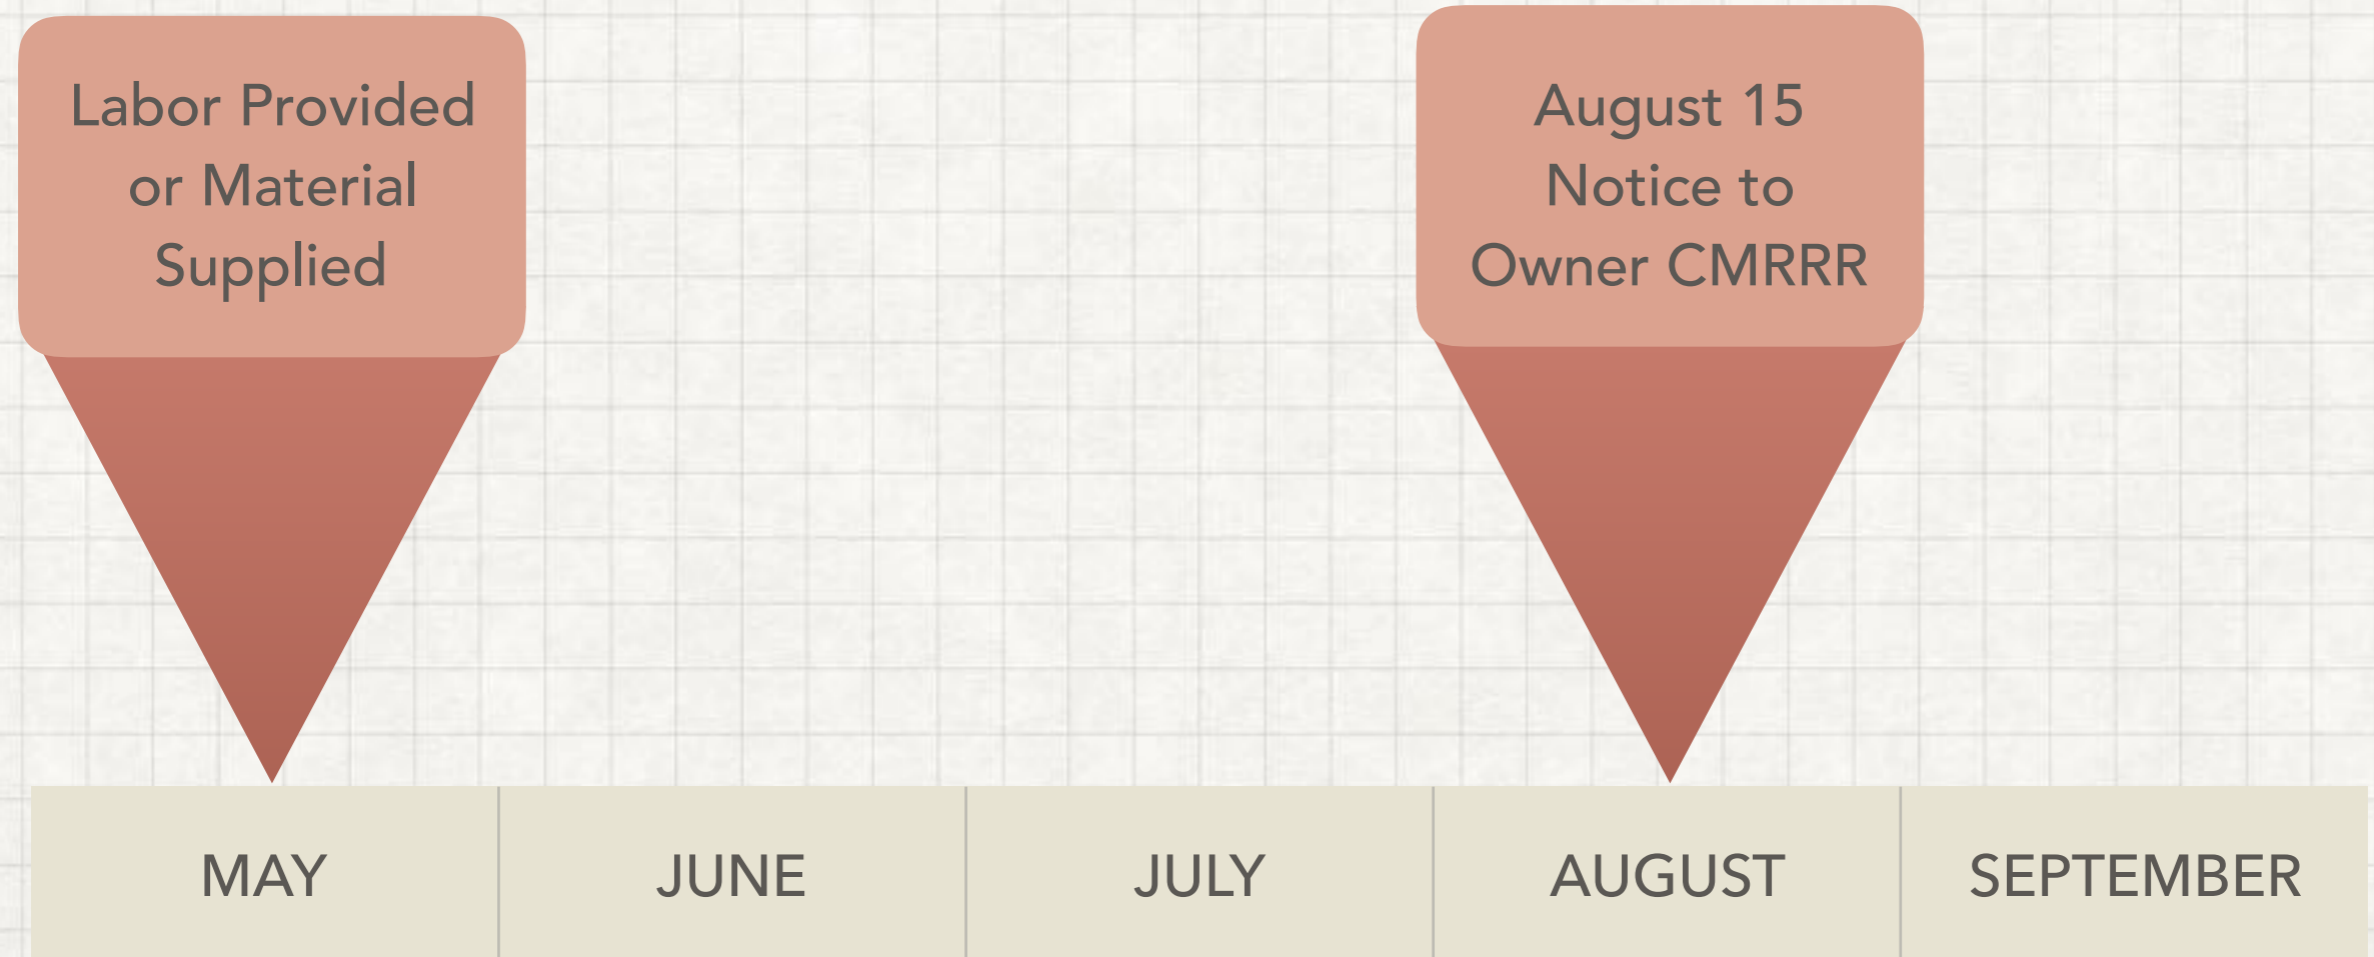 Labor Provided
or Material
Supplied
August 15
Notice to
Owner CMRRR
MAY
JUNE
JULY
AUGUST
SEPTEMBER